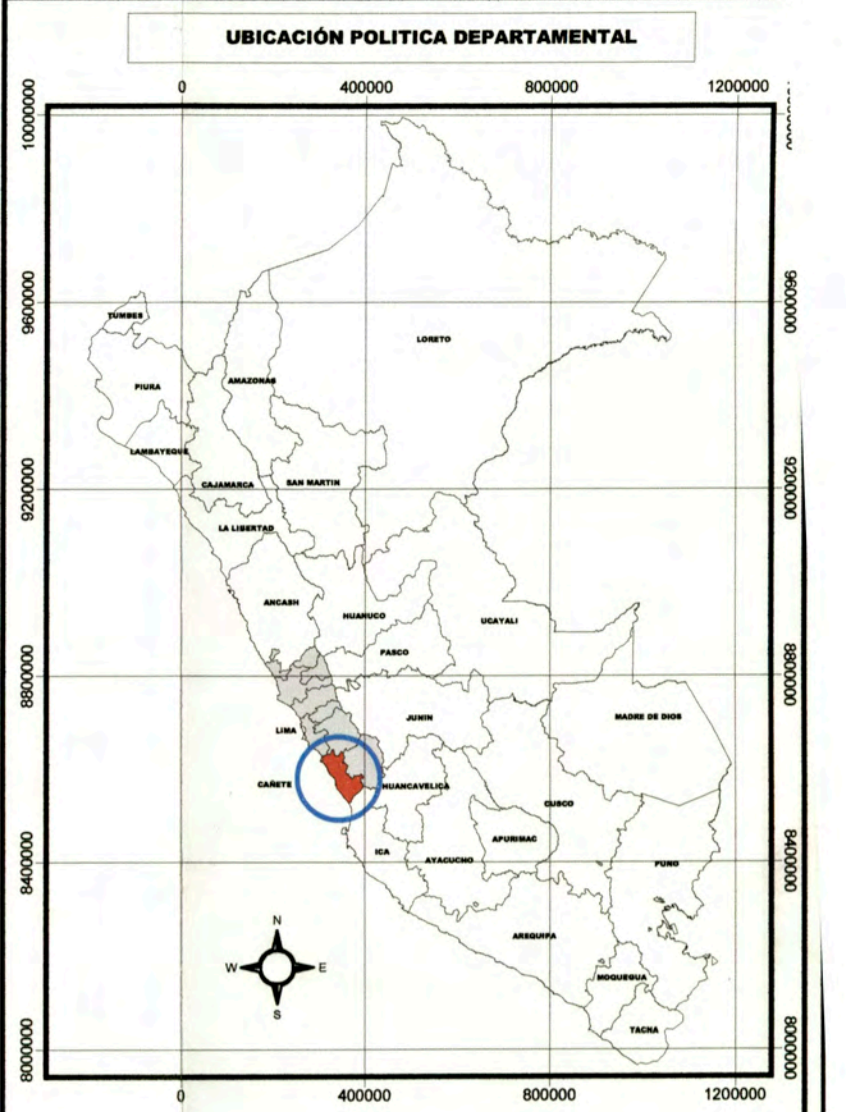 UBICACIÓN POLITICA DEPARTAMENTAL
0 400000 800000 1200000
10000000
9600000 9600000
TUMBES
LORETO
PIURA
AMAZONAS
LAMBAYEQUE
9200000 9200000
CAJAMARCA
SAN MARTIN
LA LIBERTAD
ANCASH
HUANUCO
UCAYALI
PASCO
8800000 8800000
JUNIN
MADRE DE DIOS
LIMA
CAÑETE
HUANCAVELICA
CUSCO
APURIMAC
ICA
AYACUCHO
PUNO
8400000 8400000
N
AREQUIPA
W E
MOQUEGUA
S
TACNA
8000000 8000000
0 400000 800000 1200000